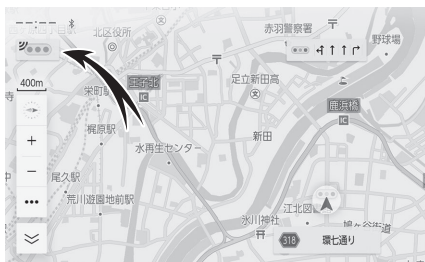 --:--
北区役所
赤羽警察署
野球場
400m
王子北
IC
栄町駅
足立新田高
鹿浜橋
IC
寺
梶原駅
水再生センター
新田
尾久駅
荒川遊園地前駅
江北図
氷川神社
318
環七通り